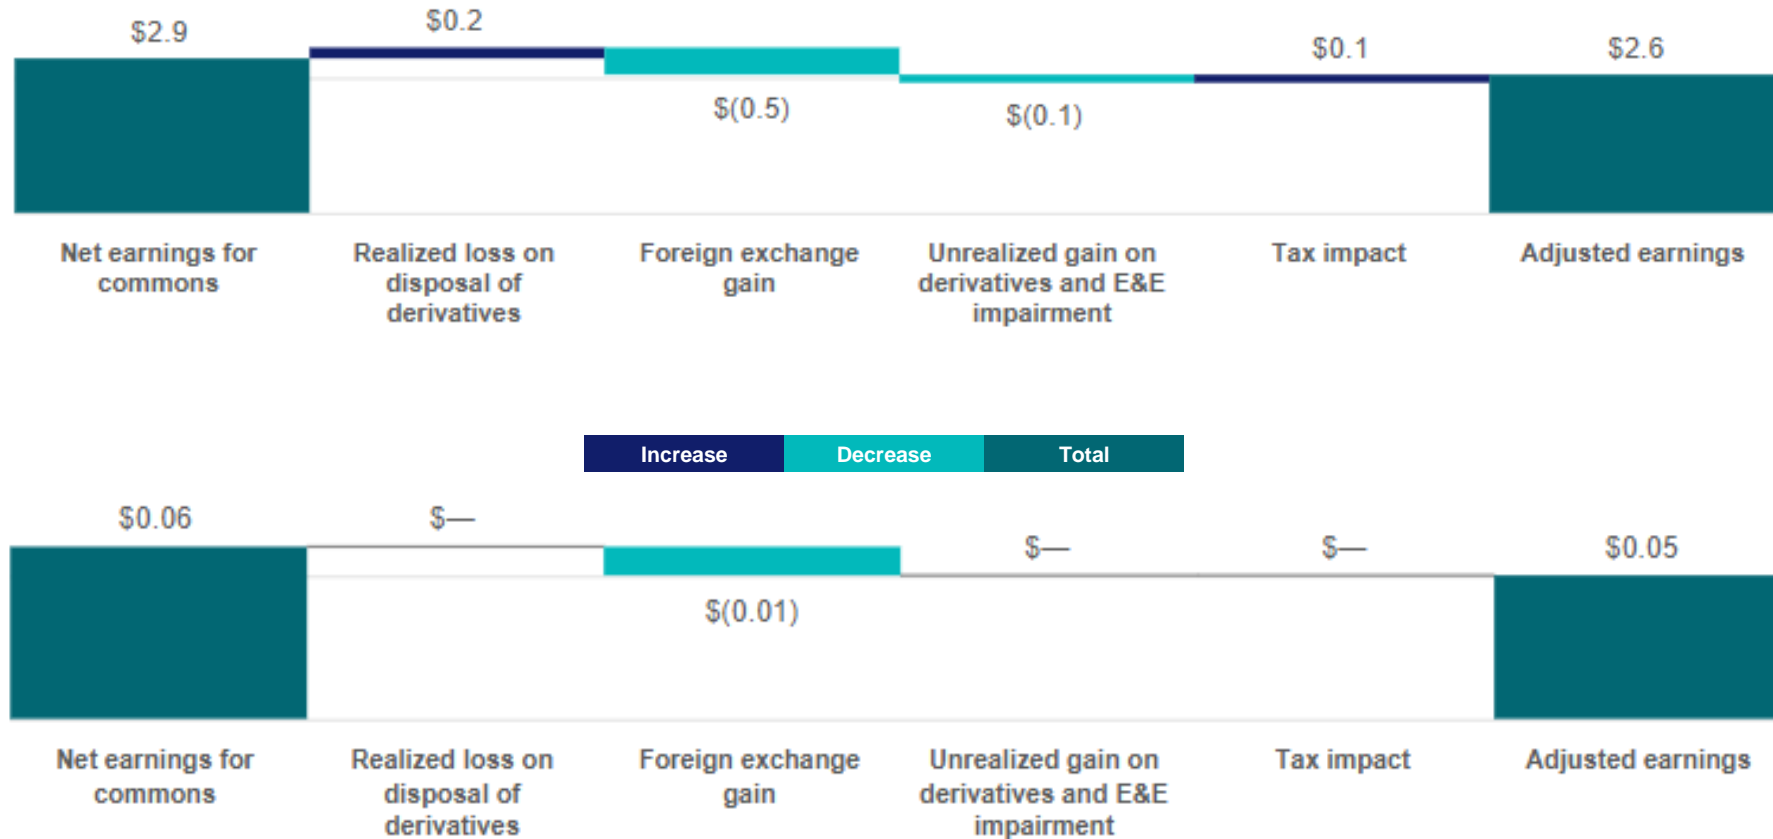 $2.9
$0.2
$(0.5)
$(0.1)
$0.1
$2.6
Net earnings for
commons
Realized loss on
disposal of
derivatives
Foreign exchange
gain
Unrealized gain on
derivatives and E&E
impairment
Tax impact
Adjusted earnings
Increase
Decrease
Total
$0.06
$—
$(0.01)
$—
$—
$0.05
Net earnings for
commons
Realized loss on
disposal of
derivatives
Foreign exchange
gain
Unrealized gain on
derivatives and E&E
impairment
Tax impact
Adjusted earnings